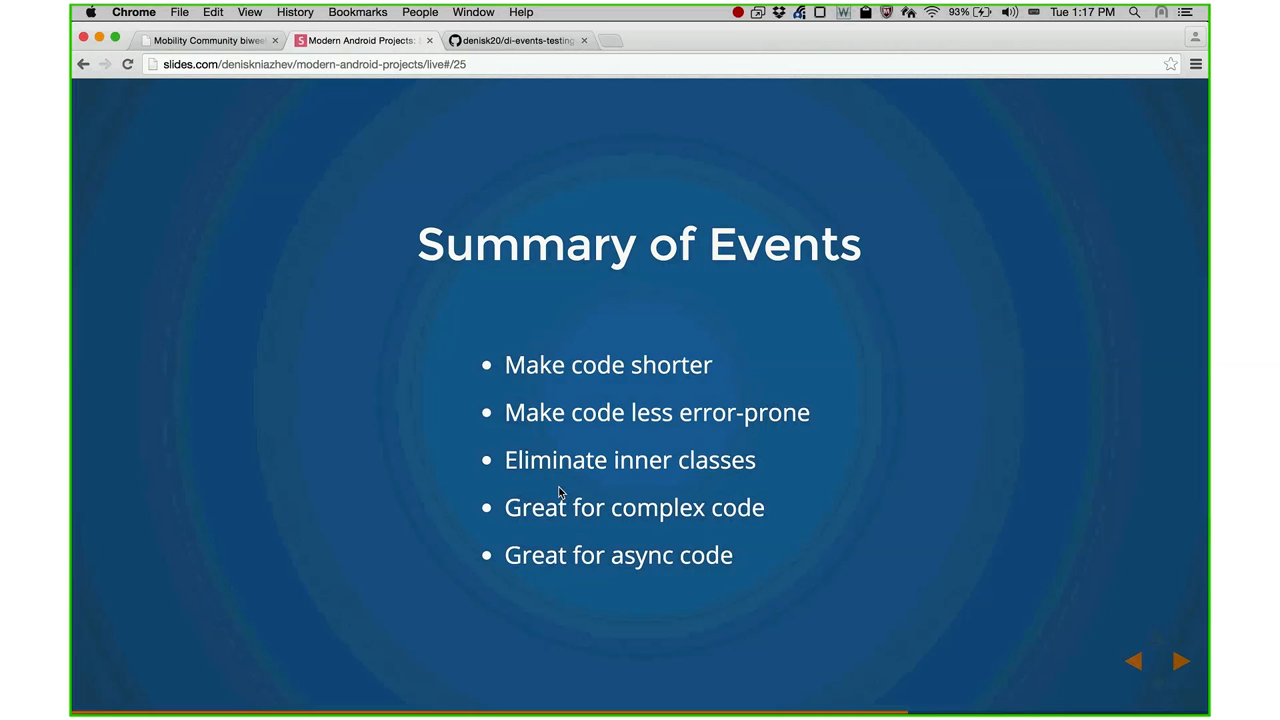 Chrome File Edit View History Bookmarks People Window Help 93% Tue 1:17 PM
Mobility Community biwee Modern Android Projects: denisk20/di-events-testing
slides.com/deniskniazhev/modern-android-projects/live#/25
Summary of Events
• Make code shorter
• Make code less error-prone
• Eliminate inner classes
• Great for complex code
• Great for async code